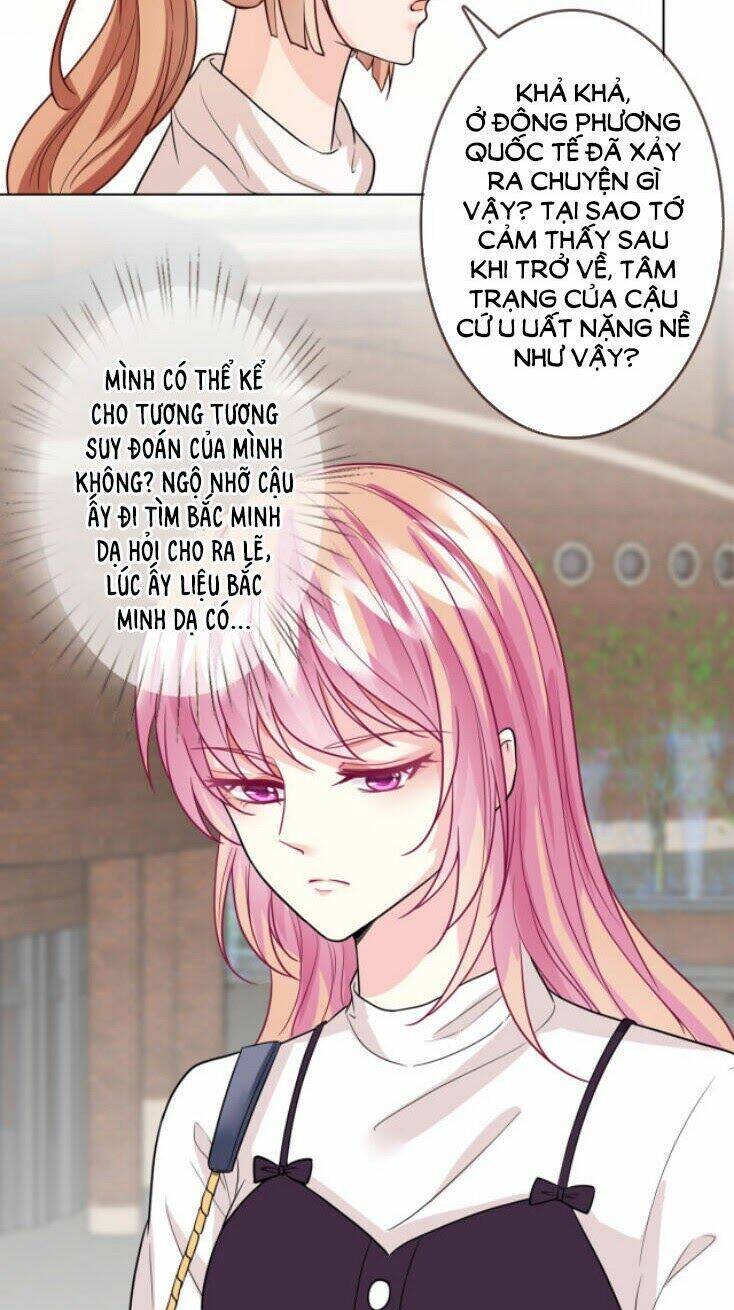 KHẢ KHẢ,
Ở ĐÔNG PHƯƠNG
QUỐC TẾ ĐÃ XẢY
RA CHUYỆN GÌ
VẬY? TẠI SAO TỚ
CẢM THẤY SAU
KHI TRỞ VỀ, TÂM
TRẠNG CỦA CẬU
CỨ U UẤT NẶNG NỀ
NHƯ VẬY?
MÌNH CÓ THỂ KỂ
CHO TƯƠNG TƯƠNG
SUY ĐOÁN CỦA MÌNH
KHÔNG? NGỘ NHỠ CẬU
ẤY ĐI TÌM BẮC MINH
DẠ HỎI CHO RA LẼ,
LÚC ẤY LIỆU BẮC
MINH DẠ CÓ...